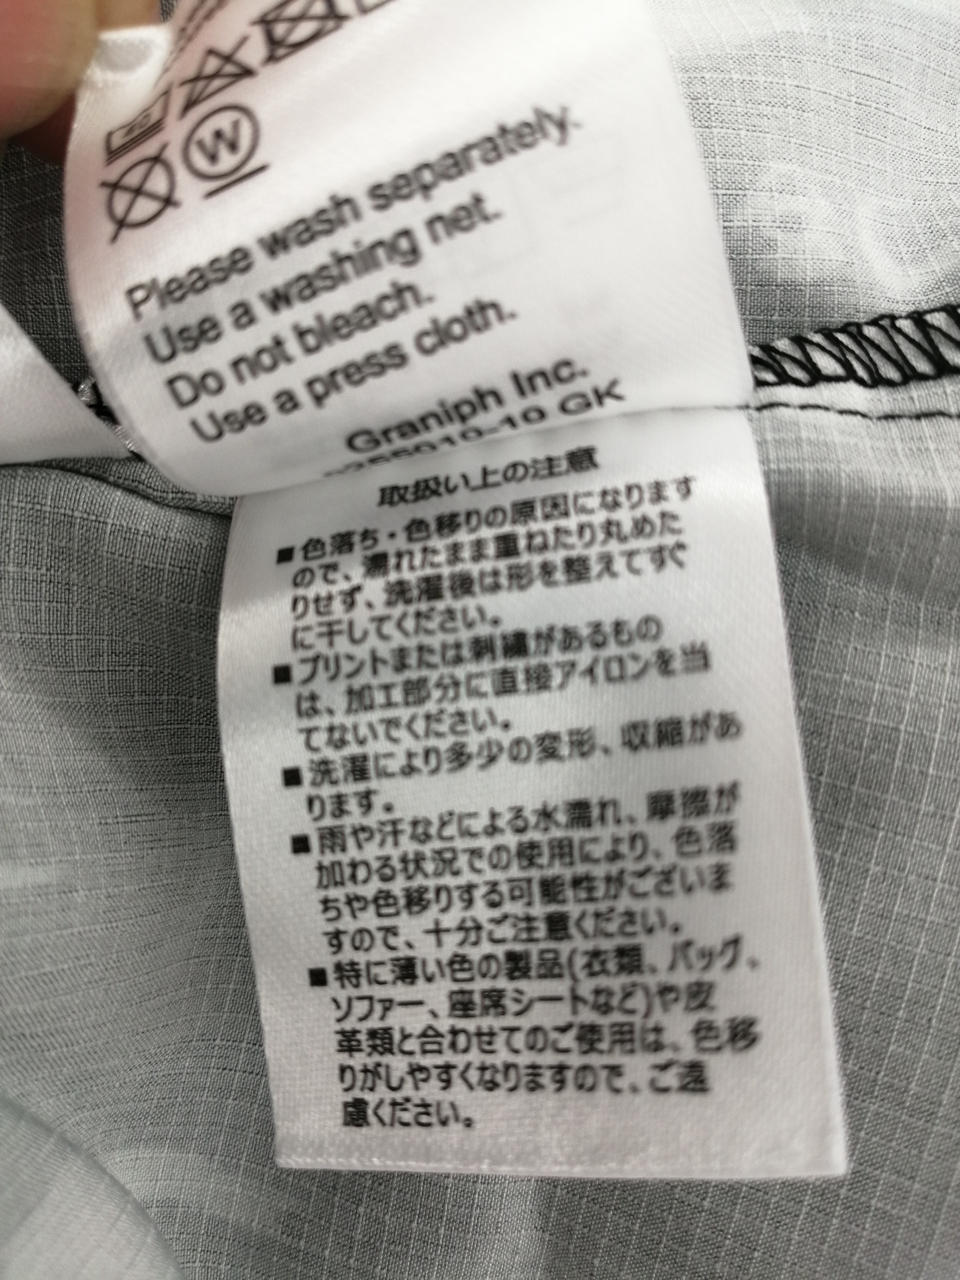 W
Please wash separately.
Use a washing net.
Do not bleach.
Use a press cloth.
Graniph Inc.
-10 GK
取扱い上の注意
■色落ち・色移りの原因になります
ので、濡れたまま重ねたり丸めた
りせず、洗濯後は形を整えてすぐ
に干してください。
■プリントまたは刺繍があるもの
は、加工部分に直接アイロンを当
てないでください。
■洗濯により多少の変形、収縮があ
ります。
■雨や汗などによる水濡れ、摩擦が
加わる状況での使用により、色落
ちや色移りする可能性がございま
すので、十分ご注意ください。
■特に薄い色の製品(衣類、バッグ、
ソファー、座席シートなど)や皮
革類と合わせてのご使用は、色移
りがしやすくなりますので、ご遠
慮ください。